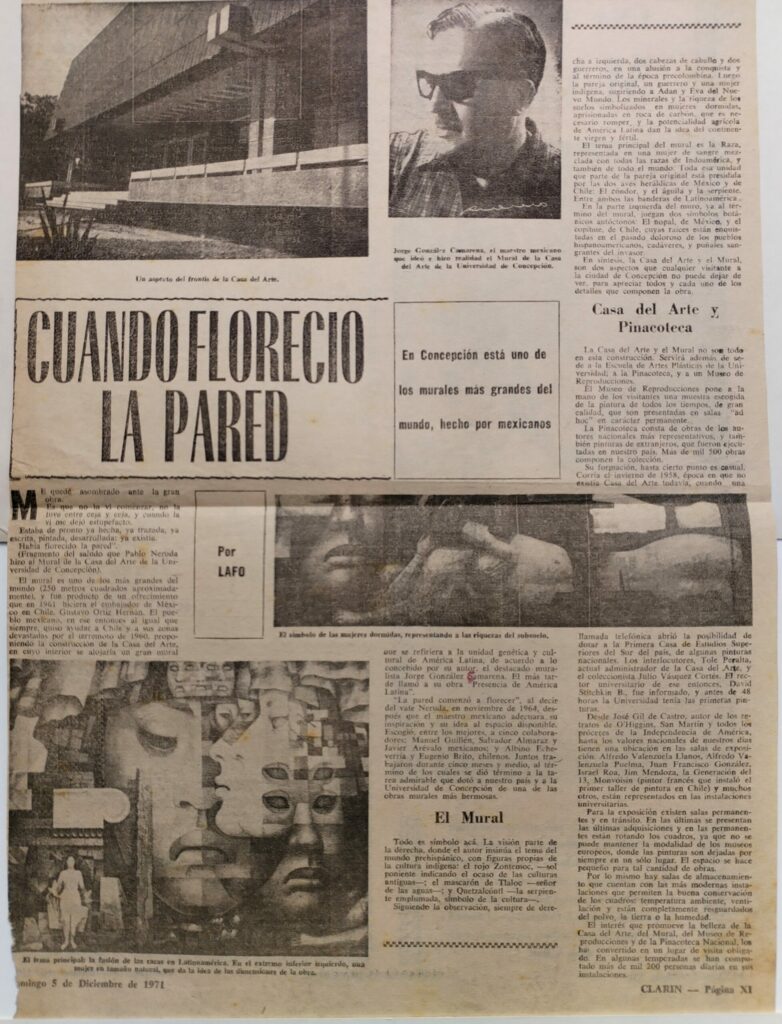 Un aspecto del frontis de la Casa del Arte.
Jorge González Camarena, el maestro mexicano
que ideó e hizo realidad el Mural de la Casa
del Arte de la Universidad de Concepción.
CUANDO FLORECIO
LA PARED
En Concepción está uno de
los murales más grandes del
mundo, hecho por mexicanos
Por
LAFO
Me quedé asombrado ante la gran
obra.
Es que no la vi comenzar, no la
tuve entre ceja y ceja, y cuando la
vi me dejó estupefacto.
Estaba de pronto ya hecha, ya trazada, ya
escrita, pintada, desarrollada: ya existía.
Había florecido la pared".
(Fragmento del saludo que Pablo Neruda
hizo al Mural de la Casa del Arte de la Uni-
versidad de Concepción).
El mural es uno de los más grandes del
mundo (250 metros cuadrados aproximada-
mente), y fue producto de un ofrecimiento
que en 1961 hiciera el embajador de Méxi-
co en Chile, Gustavo Ortiz Hernán. El pue-
blo mexicano, en ese entonces al igual que
siempre, quiso ayudar a Chile y a sus zonas
devastadas por el terremoto de 1960, propo-
niendo la construcción de la Casa del Arte,
en cuyo interior se alojaría un gran mural
El símbolo de las mujeres dormidas, representando a las riquezas del subsuelo.
El tema principal: la fusión de las razas en Latinoamérica. En el extremo inferior izquierdo, una
mujer en tamaño natural, que da la idea de las dimensiones de la obra.
que se refiriera a la unidad genética y cul-
tural de América Latina, de acuerdo a lo
concebido por su autor, el destacado mura-
lista Jorge González Camarena. El más tar-
de llamó a su obra "Presencia de América
Latina".
"La pared comenzó a florecer", al decir
del vate Neruda, en noviembre de 1964, des-
pués que el maestro mexicano adecuara su
inspiración y su idea al espacio disponible.
Escogió, entre los mejores, a cinco colabora-
dores: Manuel Guillén, Salvador Almaraz y
Javier Arévalo mexicanos; y Albino Eche-
verría y Eugenio Brito, chilenos. Juntos tra-
bajaron durante cinco meses y medio, al tér-
mino de los cuales se dió término a la ta-
rea admirable que dotó a nuestro país y a la
Universidad de Concepción de una de las
obras murales más hermosas.
El Mural
Todo es símbolo acá. La visión parte de
la derecha, donde el autor insinúa el tema del
mundo prehispánico, con figuras propias de
la cultura indígena: el rojo Zontemoc, —sol
poniente indicando el ocaso de las culturas
antiguas—; el mascarón de Tlaloc —señor
de las aguas—; y Quetzalcóatl —la serpien-
te emplumada, símbolo de la cultura—.
Siguiendo la observación, siempre de dere-
cha a izquierda, dos cabezas de caballo y dos
guerreros, en una alusión a la conquista y
al término de la época precolombina. Luego
la pareja original, un guerrero y una mujer
indígena, supliendo a Adan y Eva del Nue-
vo Mundo. Los minerales y la riqueza de los
suelos simbolizados en mujeres dormidas,
aprisionadas en roca de carbón, que es ne-
cesario romper, y la potencialidad agrícola
de América Latina dan la idea del continen-
te virgen y fértil.
El tema principal del mural es la Raza,
representada en una mujer de sangre mez-
clada con todas las razas de Indoamérica, y
también de todo el mundo. Toda esa unidad
que parte de la pareja original está presidida
por las dos aves heráldicas de México y de
Chile: El cóndor, y el águila y la serpiente.
Entre ambos las banderas de Latinoamérica.
En la parte izquierda del muro, ya al tér-
mino del mural, juegan dos símbolos botá-
nicos autóctonos: El nopal, de México, y el
copihue, de Chile, cuyas raíces están enquis-
tadas en el pasado doloroso de los pueblos
hispanoamericanos, cadáveres, y puñales san-
grantes del invasor.
En síntesis, la Casa del Arte y el Mural,
son dos aspectos que cualquier visitante a
la ciudad de Concepción no puede dejar de
ver, para apreciar todos y cada uno de los
detalles que componen la obra.
Casa del Arte y
Pinacoteca
La Casa del Arte y el Mural no son todo
en esta construcción. Servirá además de se-
de a la Escuela de Artes Plásticas de la Uni-
versidad, a la Pinacoteca, y a un Museo de
Reproducciones.
El Museo de Reproducciones pone a la
mano de los visitantes una muestra escogida
de la pintura de todos los tiempos, de gran
calidad, que son presentadas en salas "ad
hoc" en carácter permanente.
La Pinacoteca consta de obras de los au-
tores nacionales más representativos, y tam-
bién pinturas de extranjeros, que fueron ejecu-
tadas en nuestro país. Mas de mil 500 obras
componen la colección.
Su formación, hasta cierto punto es casual.
Corría el invierno de 1958, época en que no
existía Casa del Arte todavía, cuando una
llamada telefónica abrió la posibilidad de
dotar a la Primera Casa de Estudios Supe-
riores del Sur del país, de algunas pinturas
nacionales. Los interlocutores, Tole Peralta,
actual administrador de la Casa del Arte, y
el coleccionista Julio Vásquez Cortés. El rec-
tor universitario de ese entonces, David
Stitchkin B., fue informado, y antes de 48
horas la Universidad tenía las primeras pin-
turas.
Desde José Gil de Castro, autor de los re-
tratos de O'Higgins, San Martín y todos los
próceres de la Independencia de América,
hasta los valores nacionales de nuestros días
tienen una ubicación en las salas de exposi-
ción: Alfredo Valenzuela Llanos, Alfredo Va-
lenzuela Puelma, Juan Francisco González,
Israel Roa, Jim Mendoza, la Generación del
13, Monvoisin (pintor francés que instaló el
primer taller de pintura en Chile) y muchos
otros, están representados en las instalaciones
universitarias.
Para la exposición existen salas permanen-
tes y en tránsito. En las últimas se presentan
las últimas adquisiciones y en las permanen-
tes están rotando los cuadros, ya que no se
puede mantener la modalidad de los museos
europeos, donde las pinturas son dejadas por
siempre en un sólo lugar. El espacio se hace
pequeño para tal cantidad de obras.
Por lo mismo hay salas de almacenamien-
to que cuentan con las más modernas insta-
laciones que permiten la buena conservación
de los cuadros: temperatura ambiente, venti-
lación y están completamente resguardados
del polvo, la tierra o la humedad.
El interés que promueve la belleza de la
Casa del Arte, del Mural, del Museo de Re-
producciones y de la Pinacoteca Nacional, los
ha convertido en un lugar de visita obligado.
En algunas temporadas se han com-
putado más de mil 200 personas diarias en sus
instalaciones.
omingo 5 de Diciembre de 1971
CLARIN — Página XI